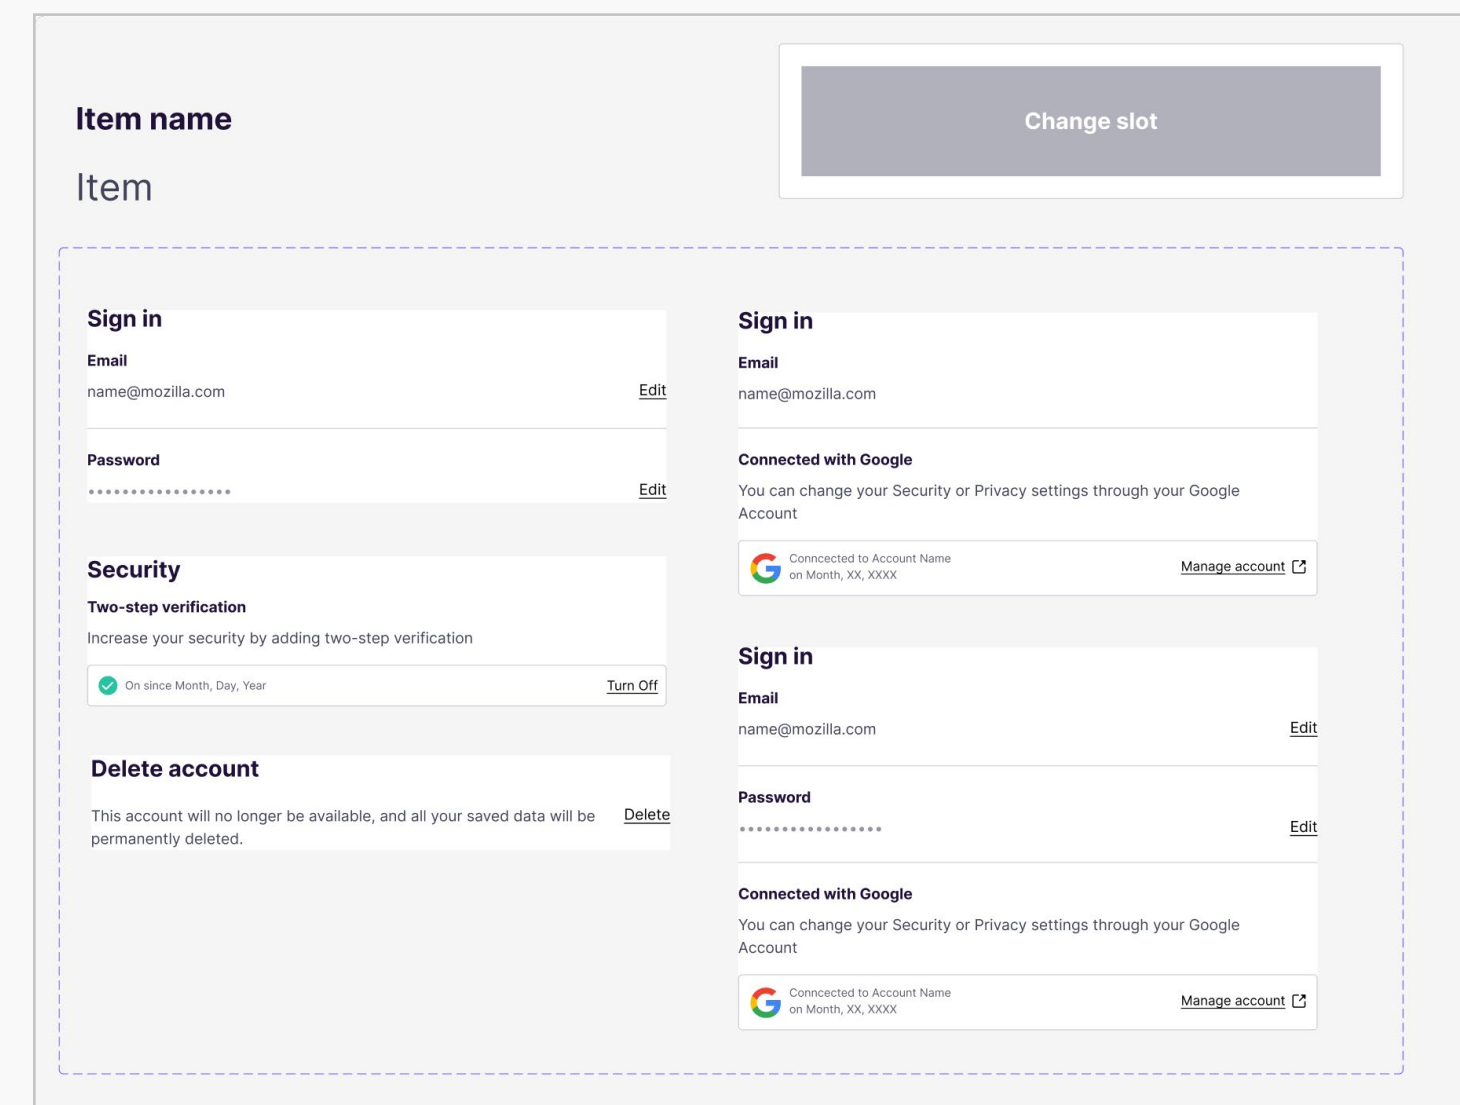 Item name
Item
Change slot
Sign in
Email
name@mozilla.com
Edit
Password
Edit
Security
Two-step verification
Increase your security by adding two-step verification
On since Month, Day, Year
Turn Off
Delete account
This account will no longer be available, and all your saved data will be
permanently deleted.
Delete
Sign in
Email
name@mozilla.com
Connected with Google
You can change your Security or Privacy settings through your Google
Account
Conncected to Account Name
on Month, XX, XXXX
Manage account
Sign in
Email
name@mozilla.com
Edit
Password
Edit
Connected with Google
You can change your Security or Privacy settings through your Google
Account
Conncected to Account Name
on Month, XX, XXXX
Manage account